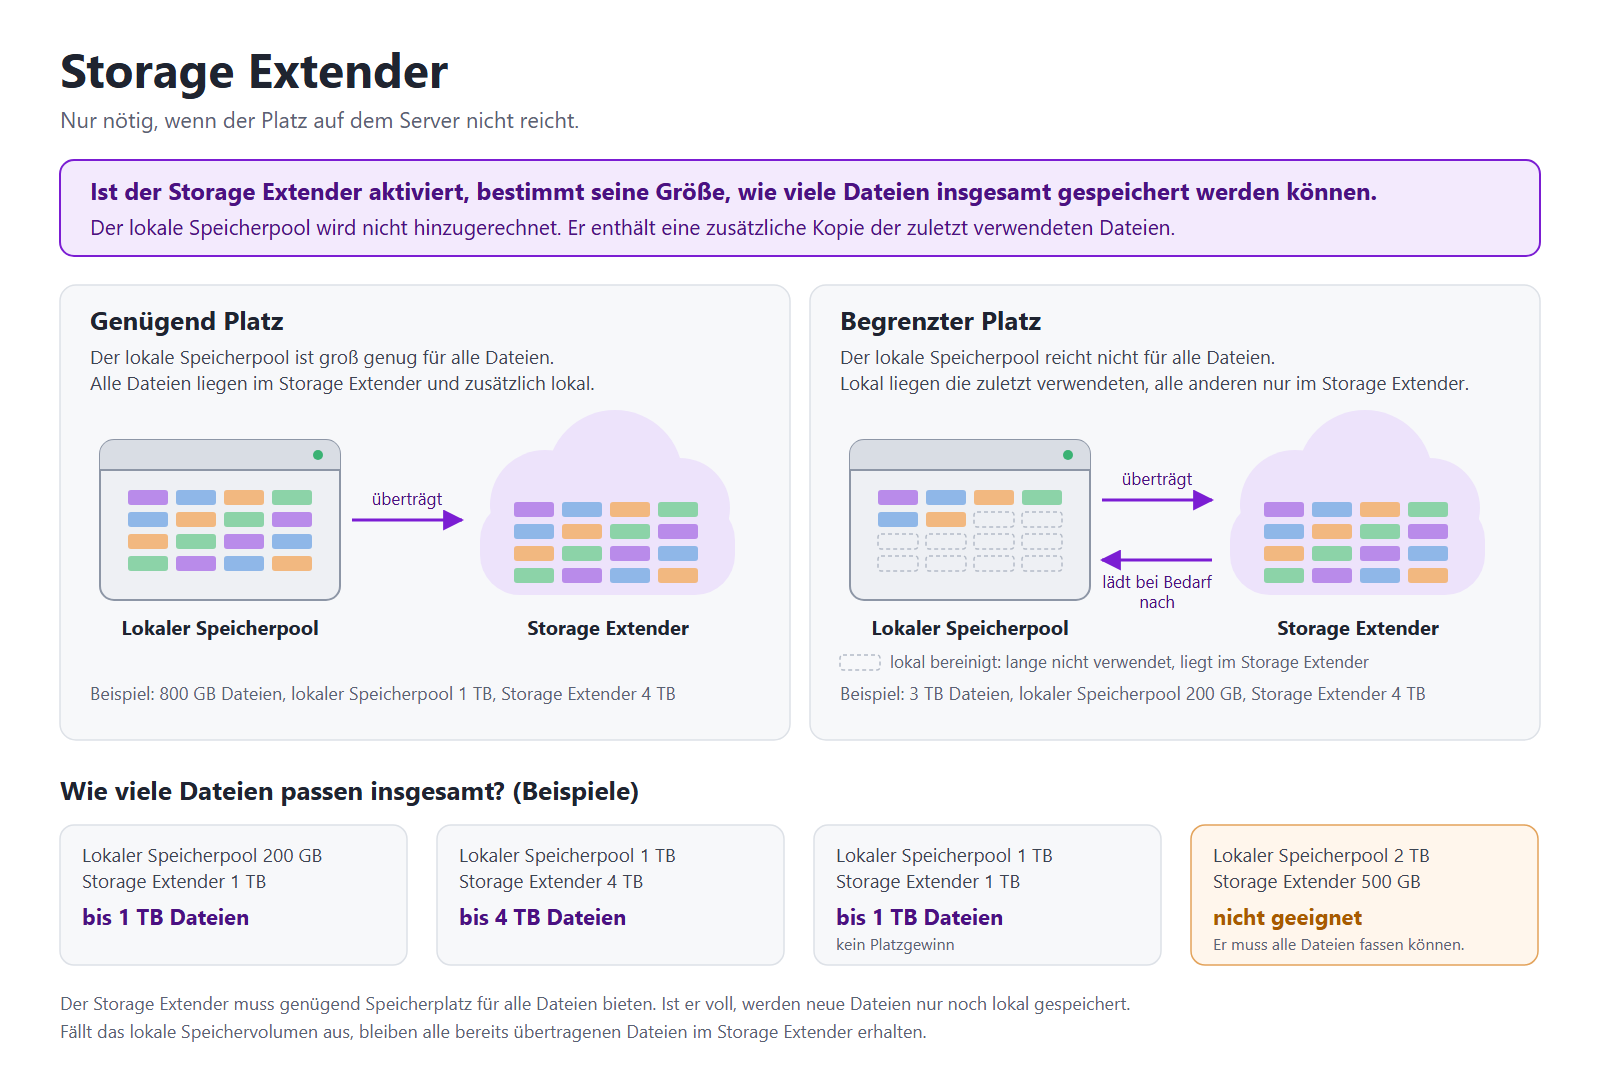 Storage Extender
Nur nötig, wenn der Platz auf dem Server nicht reicht.
Ist der Storage Extender aktiviert, bestimmt seine Größe, wie viele Dateien insgesamt gespeichert werden können.
Der lokale Speicherpool wird nicht hinzugerechnet. Er enthält eine zusätzliche Kopie der zuletzt verwendeten Dateien.
Genügend Platz
Der lokale Speicherpool ist groß genug für alle Dateien.
Alle Dateien liegen im Storage Extender und zusätzlich lokal.
überträgt
Lokaler Speicherpool
Storage Extender
Beispiel: 800 GB Dateien, lokaler Speicherpool 1 TB, Storage Extender 4 TB
Begrenzter Platz
Der lokale Speicherpool reicht nicht für alle Dateien.
Lokal liegen die zuletzt verwendeten, alle anderen nur im Storage Extender.
überträgt
lädt bei Bedarf
nach
Lokaler Speicherpool
Storage Extender
lokal bereinigt: lange nicht verwendet, liegt im Storage Extender
Beispiel: 3 TB Dateien, lokaler Speicherpool 200 GB, Storage Extender 4 TB
Wie viele Dateien passen insgesamt? (Beispiele)
Lokaler Speicherpool 200 GB
Storage Extender 1 TB
bis 1 TB Dateien
Lokaler Speicherpool 1 TB
Storage Extender 4 TB
bis 4 TB Dateien
Lokaler Speicherpool 1 TB
Storage Extender 1 TB
bis 1 TB Dateien
kein Platzgewinn
Lokaler Speicherpool 2 TB
Storage Extender 500 GB
nicht geeignet
Er muss alle Dateien fassen können.
Der Storage Extender muss genügend Speicherplatz für alle Dateien bieten. Ist er voll, werden neue Dateien nur noch lokal gespeichert.
Fällt das lokale Speichervolumen aus, bleiben alle bereits übertragenen Dateien im Storage Extender erhalten.